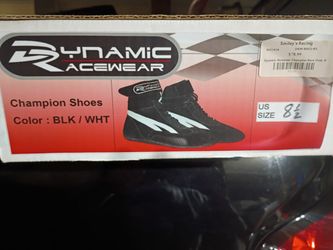 DYNAMIC
RACEWEAR
Smiley's Racing
Champion Shoes
Color : BLK / WHT
US
SIZE
8 1/2